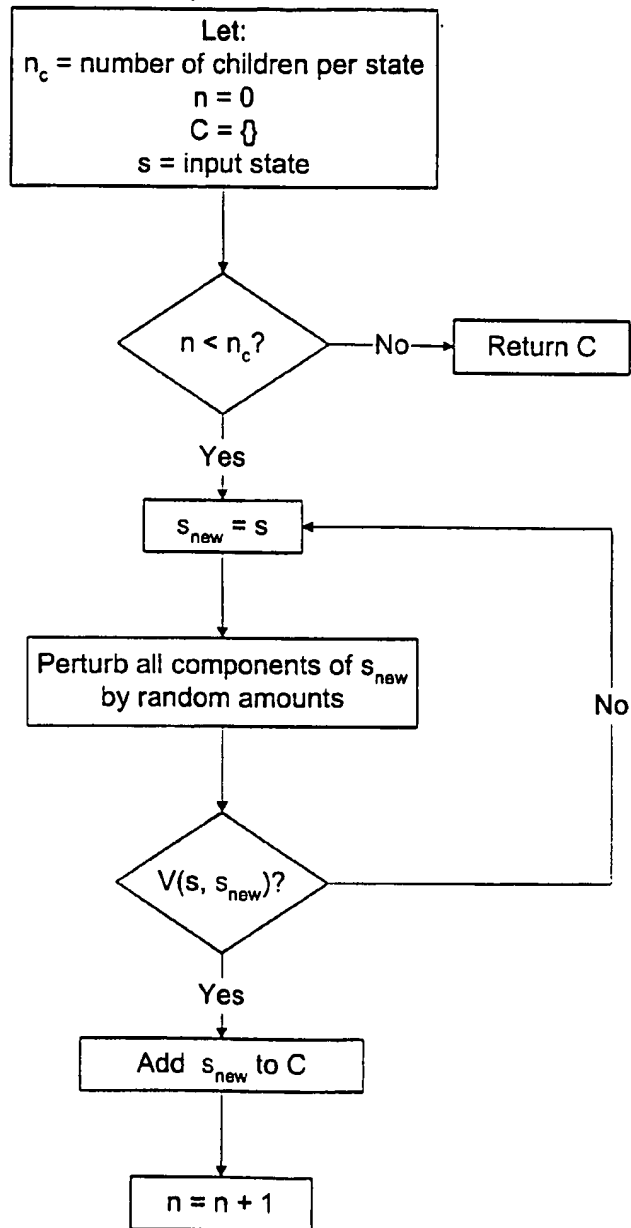 Let:
n_c = number of children per state
n = 0
C = {}
s = input state
n < n_c?
No
Return C
Yes
s_new = s
Perturb all components of s_new
by random amounts
No
V(s, s_new)?
Yes
Add s_new to C
n = n + 1